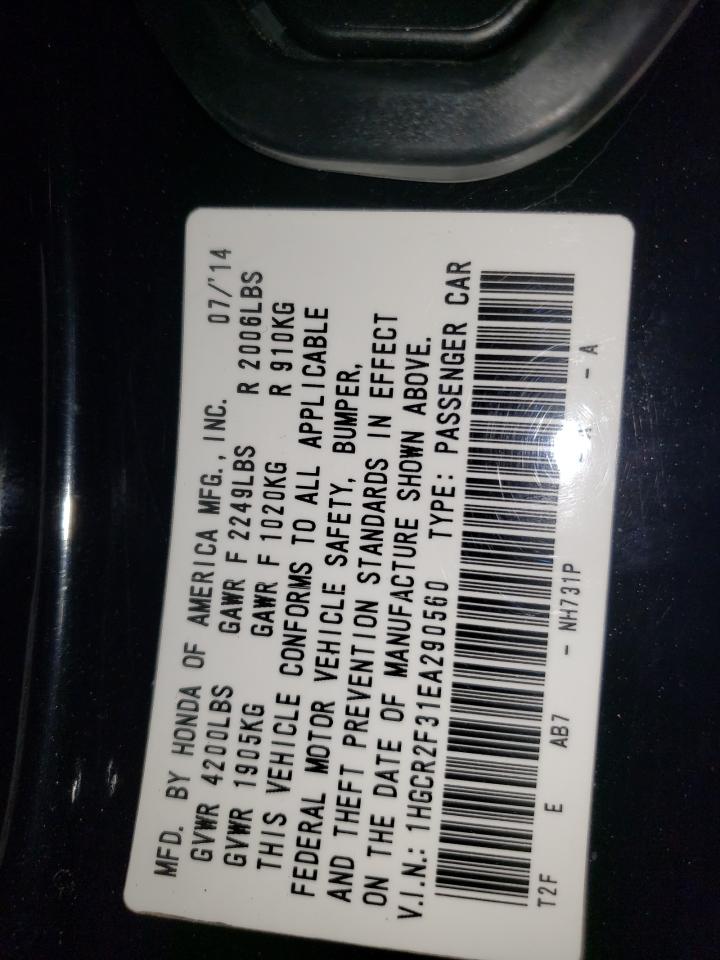 MFD. BY HONDA OF AMERICA MFG., INC. 07/'14
GVWR 4200LBS GAWR F 2249LBS R 2006LBS
GVWR 1905KG GAWR F 1020KG R 910KG
THIS VEHICLE CONFORMS TO ALL APPLICABLE
FEDERAL MOTOR VEHICLE SAFETY, BUMPER,
AND THEFT PREVENTION STANDARDS IN EFFECT
ON THE DATE OF MANUFACTURE SHOWN ABOVE.
V.I.N.: 1HGCR2F31EA290560 TYPE: PASSENGER CAR
T2F E AB7 - NH731P - A